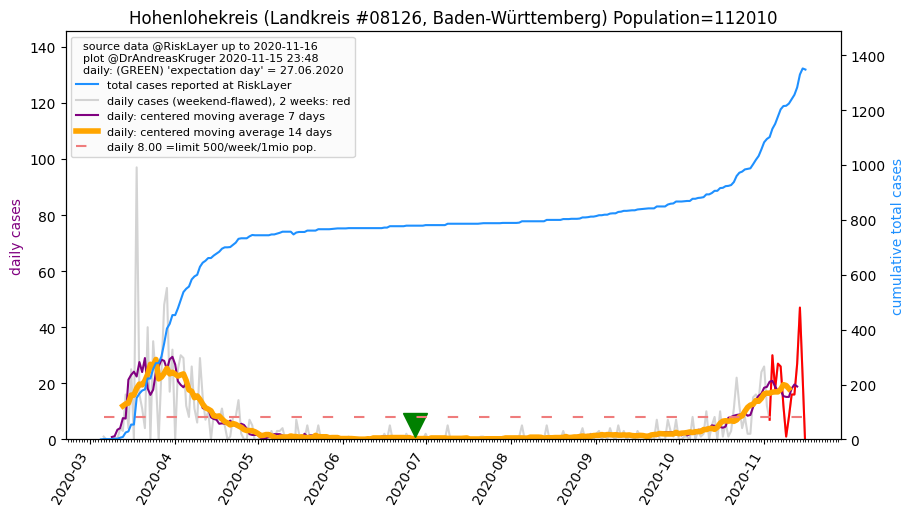 Hohenlohekreis (Landkreis #08126, Baden-Württemberg) Population=112010
source data @RiskLayer up to 2020-11-16
plot @DrAndreasKruger 2020-11-15 23:48
daily: (GREEN) 'expectation day' = 27.06.2020
total cases reported at RiskLayer
daily cases (weekend-flawed), 2 weeks: red
daily: centered moving average 7 days
daily: centered moving average 14 days
daily 8.00 =limit 500/week/1mio pop.
daily cases
140
120
100
80
60
40
20
0
cumulative total cases
1400
1200
1000
800
600
400
200
0
2020-03
2020-04
2020-05
2020-06
2020-07
2020-08
2020-09
2020-10
2020-11